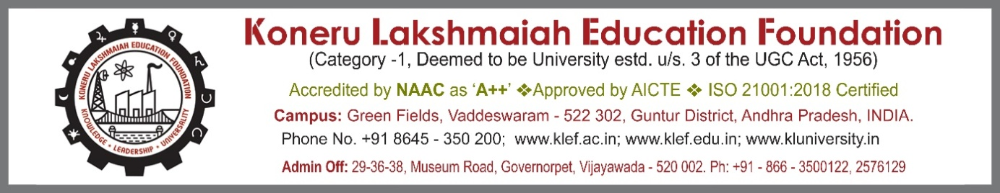 KONERU LAKSHMAIAH EDUCATION FOUNDATION
KNOWLEDGE • LEADERSHIP • UNIVERSALITY
Koneru Lakshmaiah Education Foundation
(Category -1, Deemed to be University estd. u/s. 3 of the UGC Act, 1956)
Accredited by NAAC as ‘A++’ ❖Approved by AICTE ❖ ISO 21001:2018 Certified
Campus: Green Fields, Vaddeswaram - 522 302, Guntur District, Andhra Pradesh, INDIA.
Phone No. +91 8645 - 350 200; www.klef.ac.in; www.klef.edu.in; www.kluniversity.in
Admin Off: 29-36-38, Museum Road, Governorpet, Vijayawada - 520 002. Ph: +91 - 866 - 3500122, 2576129